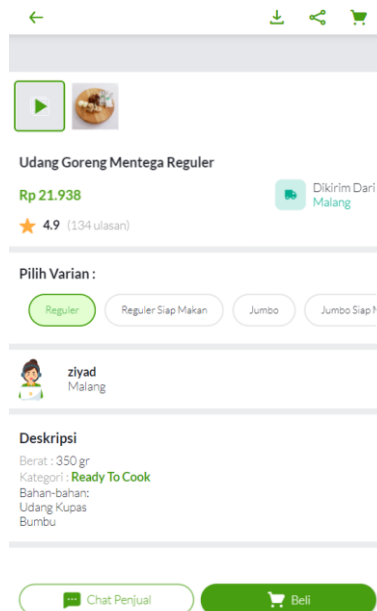 Udang Goreng Mentega Reguler
Rp 21.938
Dikirim Dari
Malang
4.9 (134 ulasan)
Pilih Varian :
Reguler
Reguler Siap Makan
Jumbo
Jumbo Siap
ziyad
Malang
Deskripsi
Berat : 350 gr
Kategori : Ready To Cook
Bahan-bahan:
Udang Kupas
Bumbu
Chat Penjual
Beli